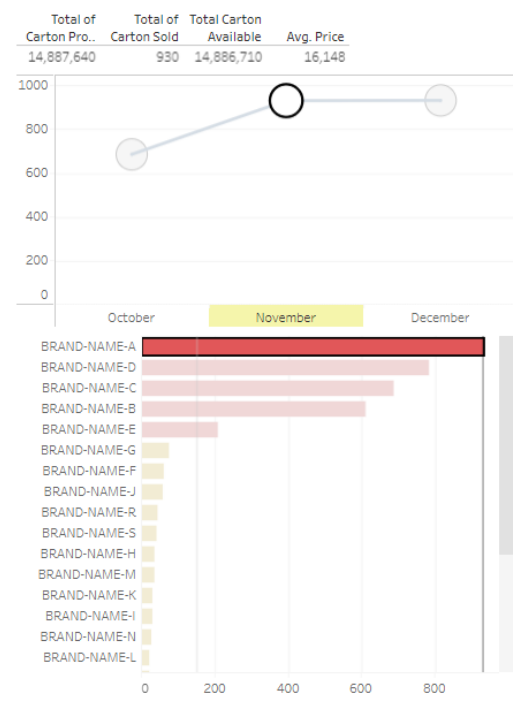 Total of Total of Total Carton
Carton Pro.. Carton Sold Available Avg. Price
14,887,640 930 14,886,710 16,148
1000
800
600
400
200
0
October November December
BRAND-NAME-A
BRAND-NAME-D
BRAND-NAME-C
BRAND-NAME-B
BRAND-NAME-E
BRAND-NAME-G
BRAND-NAME-F
BRAND-NAME-J
BRAND-NAME-R
BRAND-NAME-S
BRAND-NAME-H
BRAND-NAME-M
BRAND-NAME-K
BRAND-NAME-I
BRAND-NAME-N
BRAND-NAME-L
0 200 400 600 800